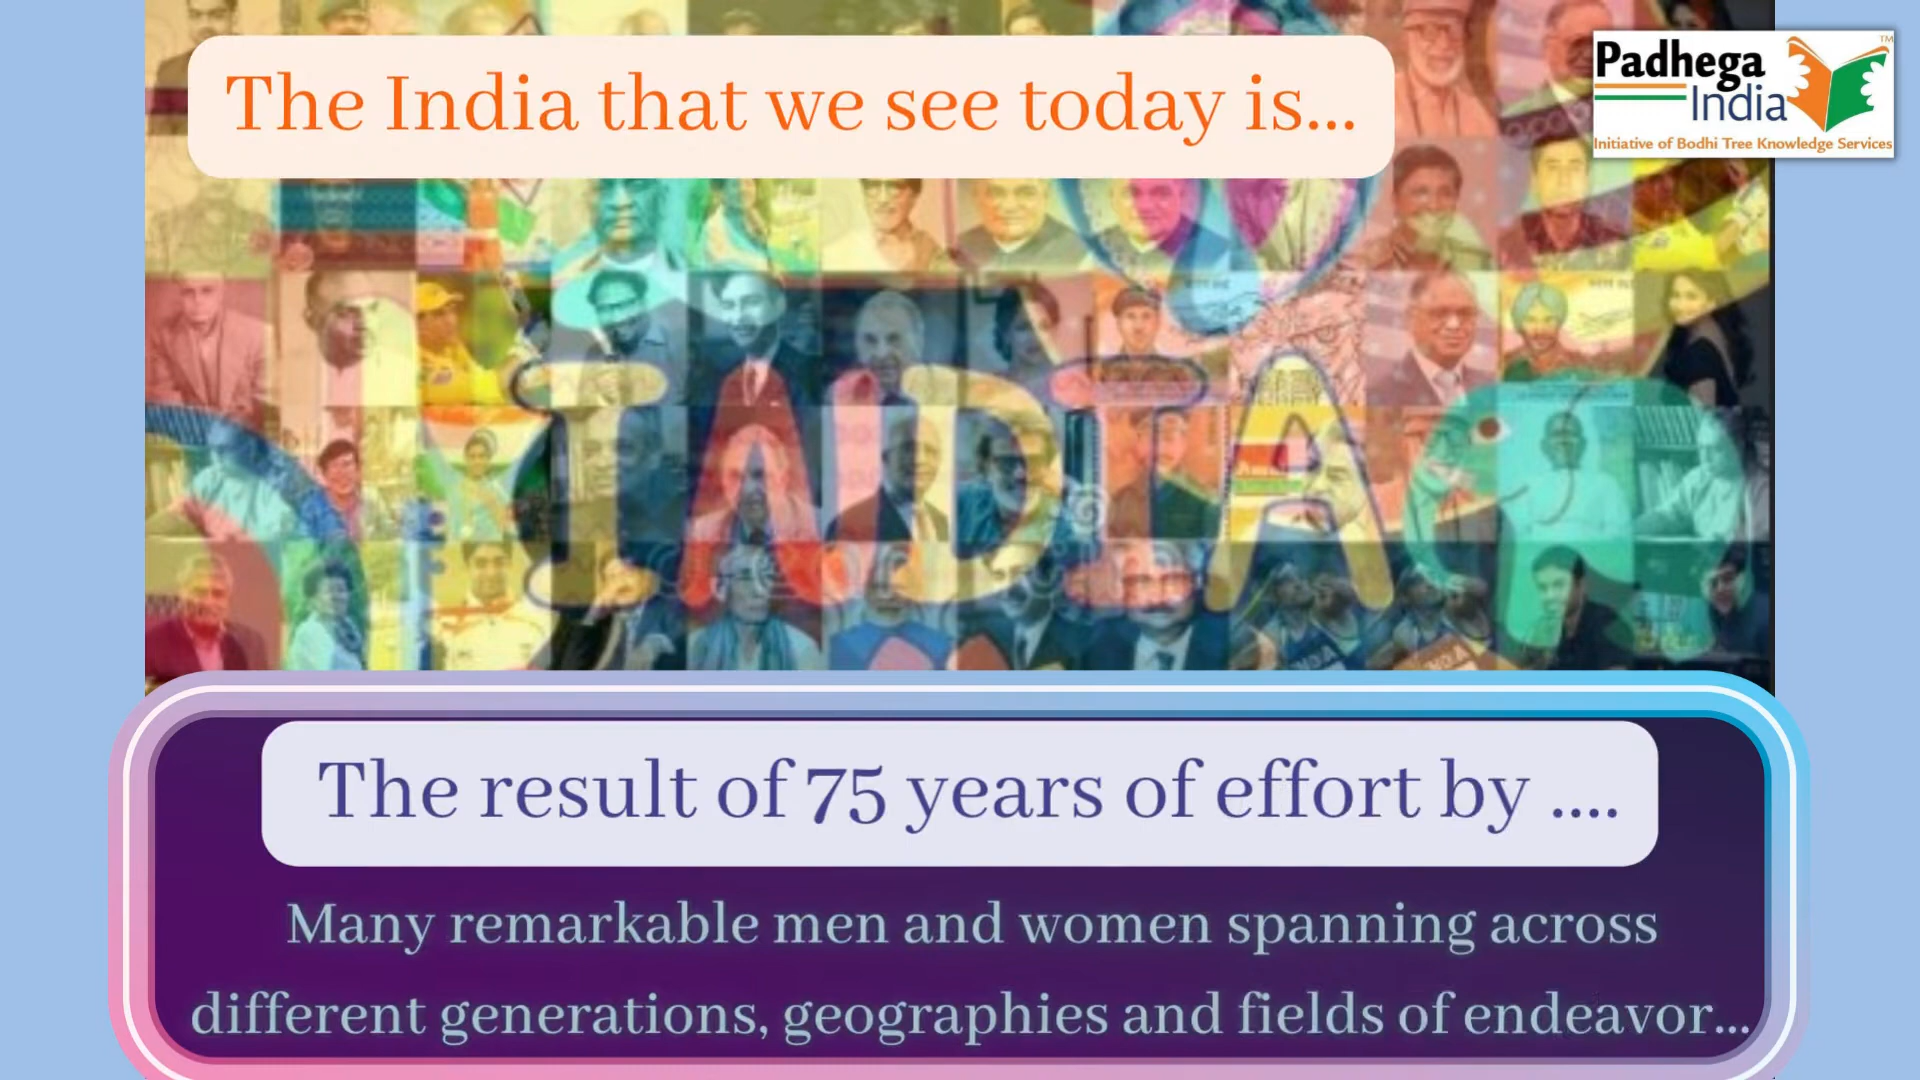 The India that we see today is...
Padhega
India
TM
Initiative of Bodhi Tree Knowledge Services
INDIA
The result of 75 years of effort by ....
Many remarkable men and women spanning across
different generations, geographies and fields of endeavor...